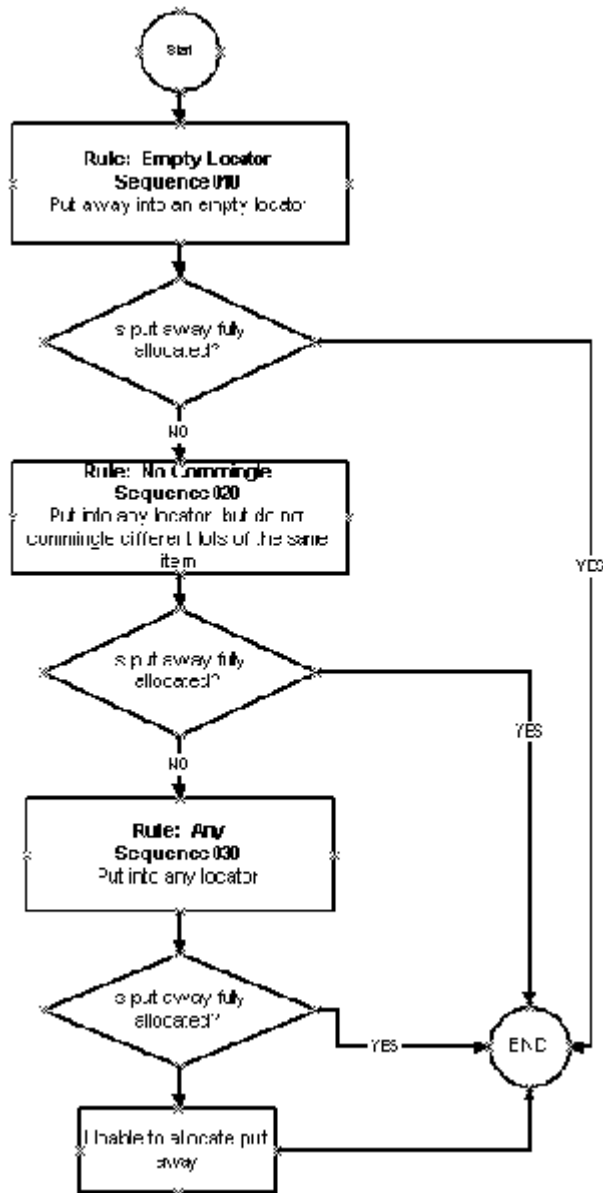 Start
Rule: Empty Locator
Sequence 010
Put away into an empty locator
Is put away fully
allocated?
NO
YES
Rule: No Commingle
Sequence 020
Put into any locator, but do not
commingle different lots of the same
item
Is put away fully
allocated?
NO
YES
Rule: Any
Sequence 030
Put into any locator
Is put away fully
allocated?
YES
END
Unable to allocate put
away